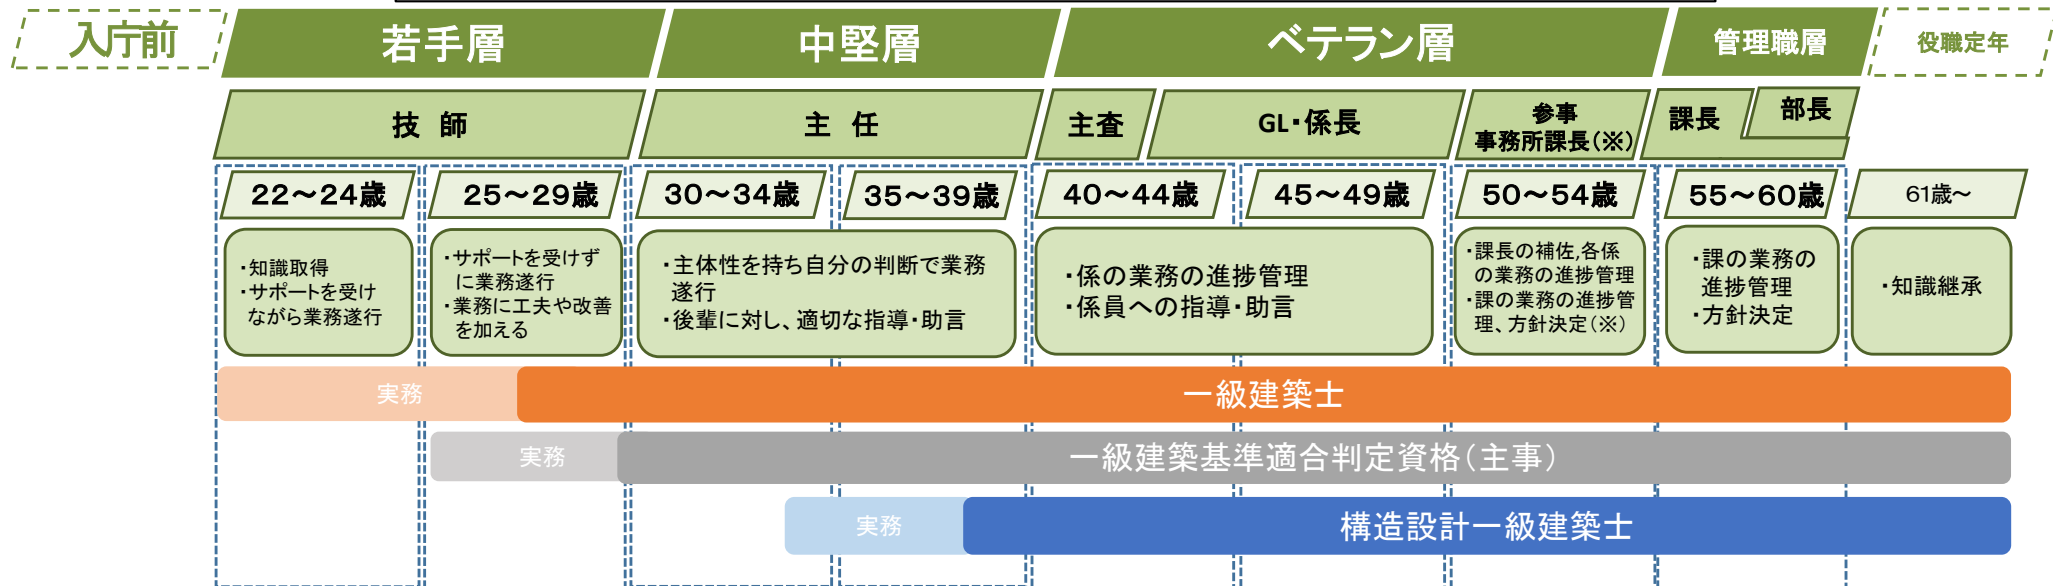 入庁前
若手層
中堅層
ベテラン層
管理職層
役職定年
技 師
主 任
主査
GL・係長
参事
事務所課長(※)
課長
部長
22～24歳
25～29歳
30～34歳
35～39歳
40～44歳
45～49歳
50～54歳
55～60歳
61歳～
・知識取得
・サポートを受け
ながら業務遂行
・サポートを受けず
に業務遂行
・業務に工夫や改善
を加える
・主体性を持ち自分の判断で業務
遂行
・後輩に対し、適切な指導・助言
・係の業務の進捗管理
・係員への指導・助言
・課長の補佐,各係
の業務の進捗管理
・課の業務の進捗管
理、方針決定(※)
・課の業務の
進捗管理
・方針決定
・知識継承
実務
一級建築士
実務
一級建築基準適合判定資格(主事)
実務
構造設計一級建築士